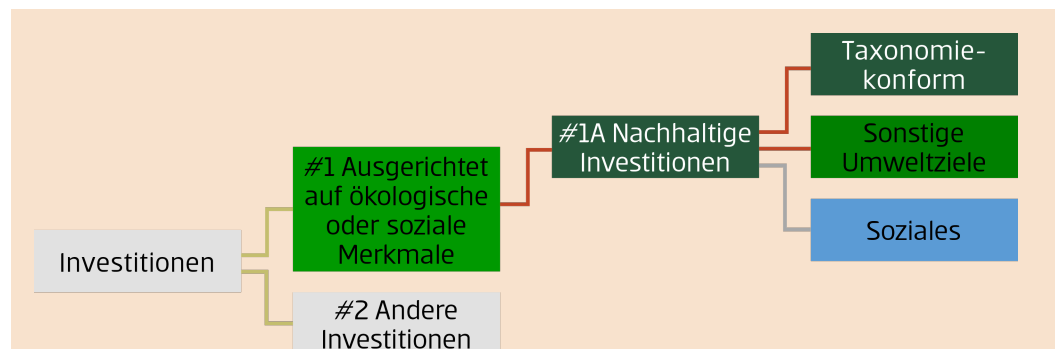 Taxonomie-
konform
#1A Nachhaltige
Investitionen
Sonstige
Umweltziele
#1 Ausgerichtet
auf ökologische
oder soziale
Merkmale
Soziales
Investitionen
#2 Andere
Investitionen